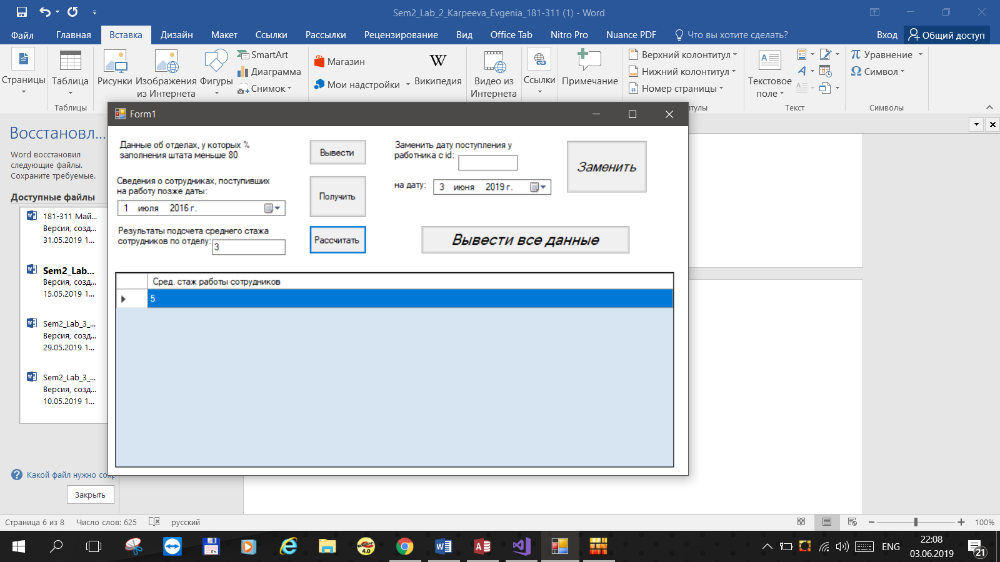 Sem2_Lab_2_Karpeeva_Evgenia_181-311 (1) - Word
Файл Главная Вставка Дизайн Макет Ссылки Рассылки Рецензирование Вид Office Tab Nitro Pro Nuance PDF Что вы хотите сделать? Вход Общий доступ
Страницы
Таблица
Таблицы
Рисунки
Изображения
из Интернета
Фигуры
SmartArt
Диаграмма
Снимок
Магазин
Мои надстройки
W
Википедия
Видео из
Интернета
Ссылки
Примечание
Верхний колонтитул
Нижний колонтитул
Номер страницы
тулы
Текстовое
поле
Текст
π Уравнение
Ω Символ
Символы
Восстановл...
Word восстановил
следующие файлы.
Сохраните требуемые.
Доступные файлы
181-311 Май...
Версия, созд...
31.05.2019 1...
Sem2_Lab...
Версия, созд...
15.05.2019 1...
Sem2_Lab_3_...
Версия, созд...
29.05.2019 1...
Sem2_Lab_3_...
Версия, созд...
10.05.2019 1...
Какой файл нужно
Закрыть
Form1
Данные об отделах, у которых %
заполнения штата меньше 80
Вывести
Сведения о сотрудниках, поступивших
на работу позже даты:
1 июля 2016 г.
Получить
Результаты подсчета среднего стажа
сотрудников по отделу:
3
Рассчитать
Заменить дату поступления у
работника с id:
на дату:
3 июня 2019 г.
Заменить
Вывести все данные
Сред. стаж работы сотрудников
5
Страница 6 из 8 Число слов: 625 русский 100%
64
4.0
ENG
22:08
03.06.2019
21